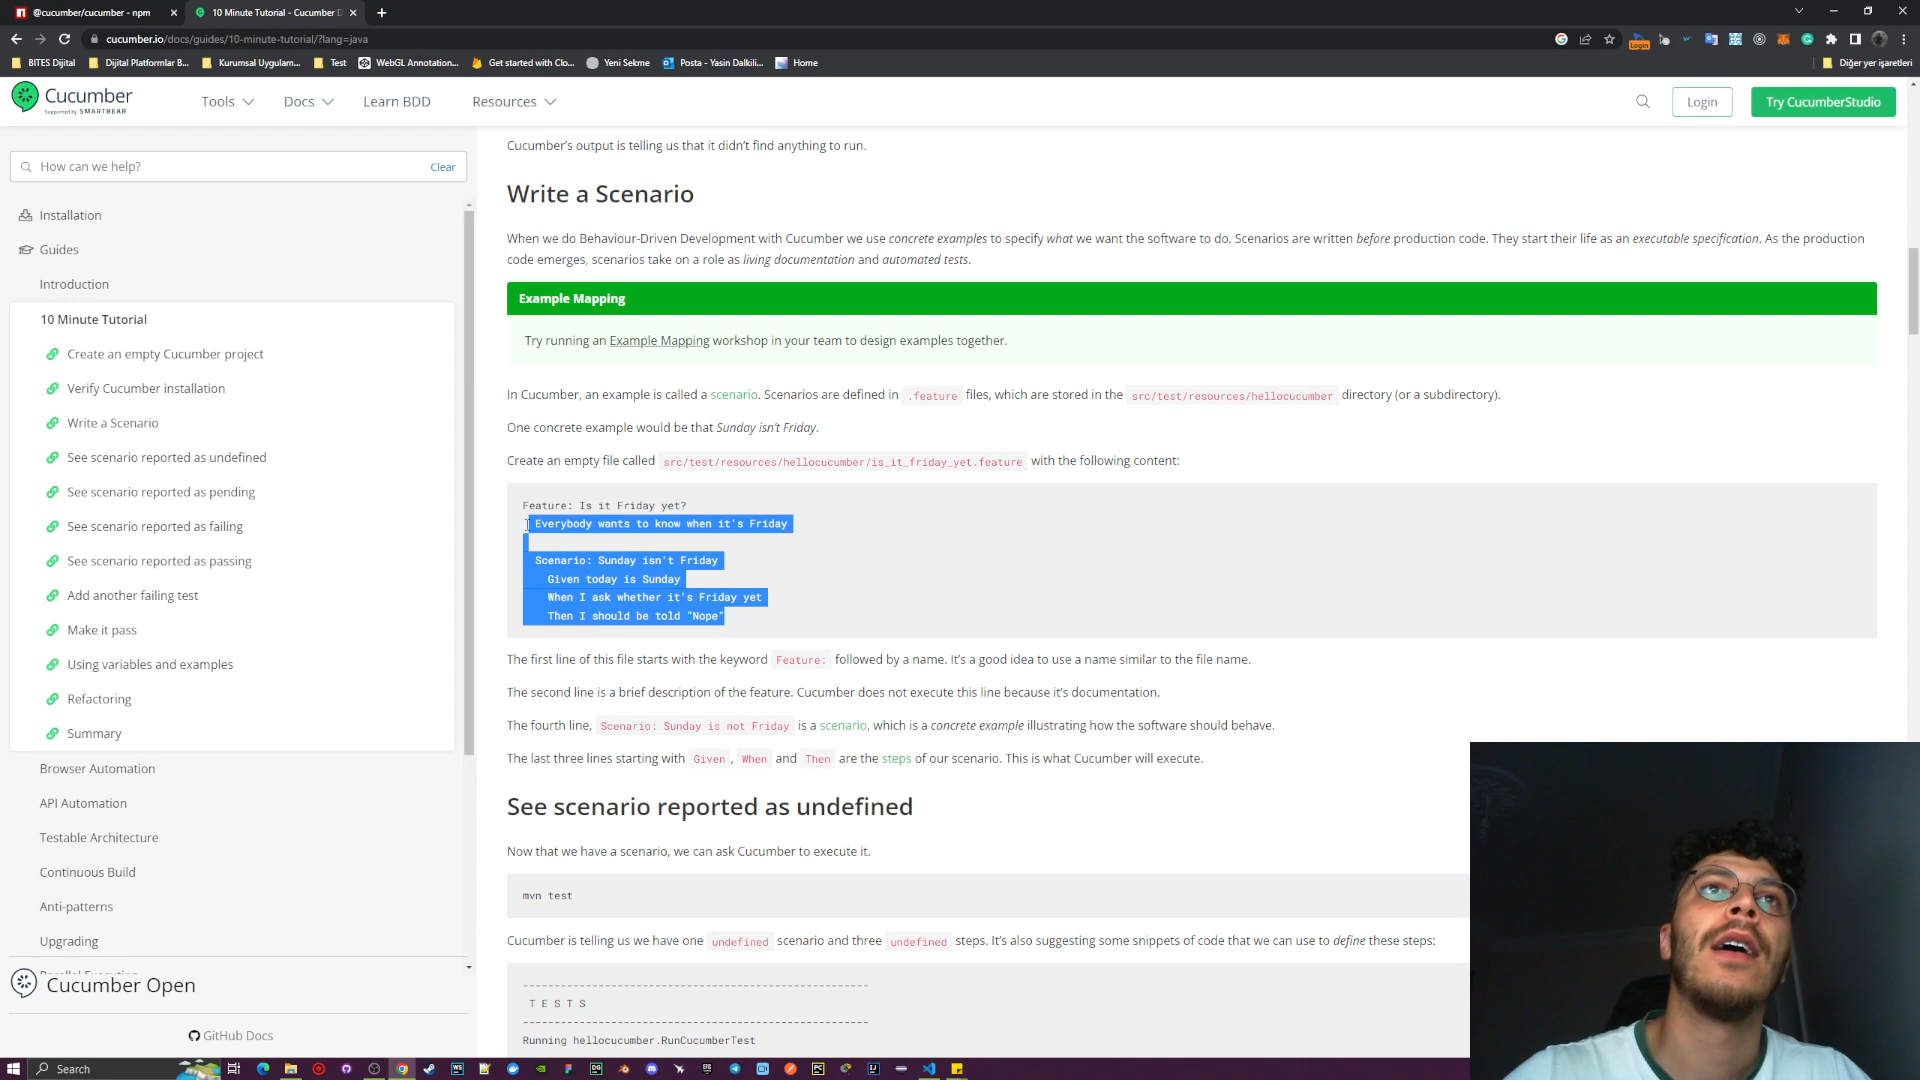 @cucumber/cucumber - npm
10 Minute Tutorial - Cucumber D
cucumber.io/docs/guides/10-minute-tutorial/?lang=java
Login
BITES Dijital
Dijital Platformlar B...
Kurumsal Uygulam...
Test
WebGL Annotation...
Get started with Clo...
Yeni Sekme
Posta - Yasin Dalkili...
Home
Diğer yer işaretleri
Cucumber
Supported by SMARTBEAR
Tools
Docs
Learn BDD
Resources
Login
Try CucumberStudio
How can we help?
Clear
Installation
Guides
Introduction
10 Minute Tutorial
Create an empty Cucumber project
Verify Cucumber installation
Write a Scenario
See scenario reported as undefined
See scenario reported as pending
See scenario reported as failing
See scenario reported as passing
Add another failing test
Make it pass
Using variables and examples
Refactoring
Summary
Browser Automation
API Automation
Testable Architecture
Continuous Build
Anti-patterns
Upgrading
Cucumber Open
GitHub Docs
Cucumber's output is telling us that it didn't find anything to run.
Write a Scenario
When we do Behaviour-Driven Development with Cucumber we use concrete examples to specify what we want the software to do. Scenarios are written before production code. They start their life as an executable specification. As the production
code emerges, scenarios take on a role as living documentation and automated tests.
Example Mapping
Try running an Example Mapping workshop in your team to design examples together.
In Cucumber, an example is called a scenario. Scenarios are defined in .feature files, which are stored in the src/test/resources/hellocucumber directory (or a subdirectory).
One concrete example would be that Sunday isn't Friday.
Create an empty file called src/test/resources/hellocucumber/is_it_friday_yet.feature with the following content:
Feature: Is it Friday yet?
Everybody wants to know when it's Friday
Scenario: Sunday isn't Friday
Given today is Sunday
When I ask whether it's Friday yet
Then I should be told "Nope"
The first line of this file starts with the keyword Feature: followed by a name. It's a good idea to use a name similar to the file name.
The second line is a brief description of the feature. Cucumber does not execute this line because it's documentation.
The fourth line, Scenario: Sunday is not Friday is a scenario, which is a concrete example illustrating how the software should behave.
The last three lines starting with Given, When and Then are the steps of our scenario. This is what Cucumber will execute.
See scenario reported as undefined
Now that we have a scenario, we can ask Cucumber to execute it.
mvn test
Cucumber is telling us we have one undefined scenario and three undefined steps. It's also suggesting some snippets of code that we can use to define these steps:
-------------------------------------------------------
T E S T S
-------------------------------------------------------
Running hellocucumber.RunCucumberTest
Search